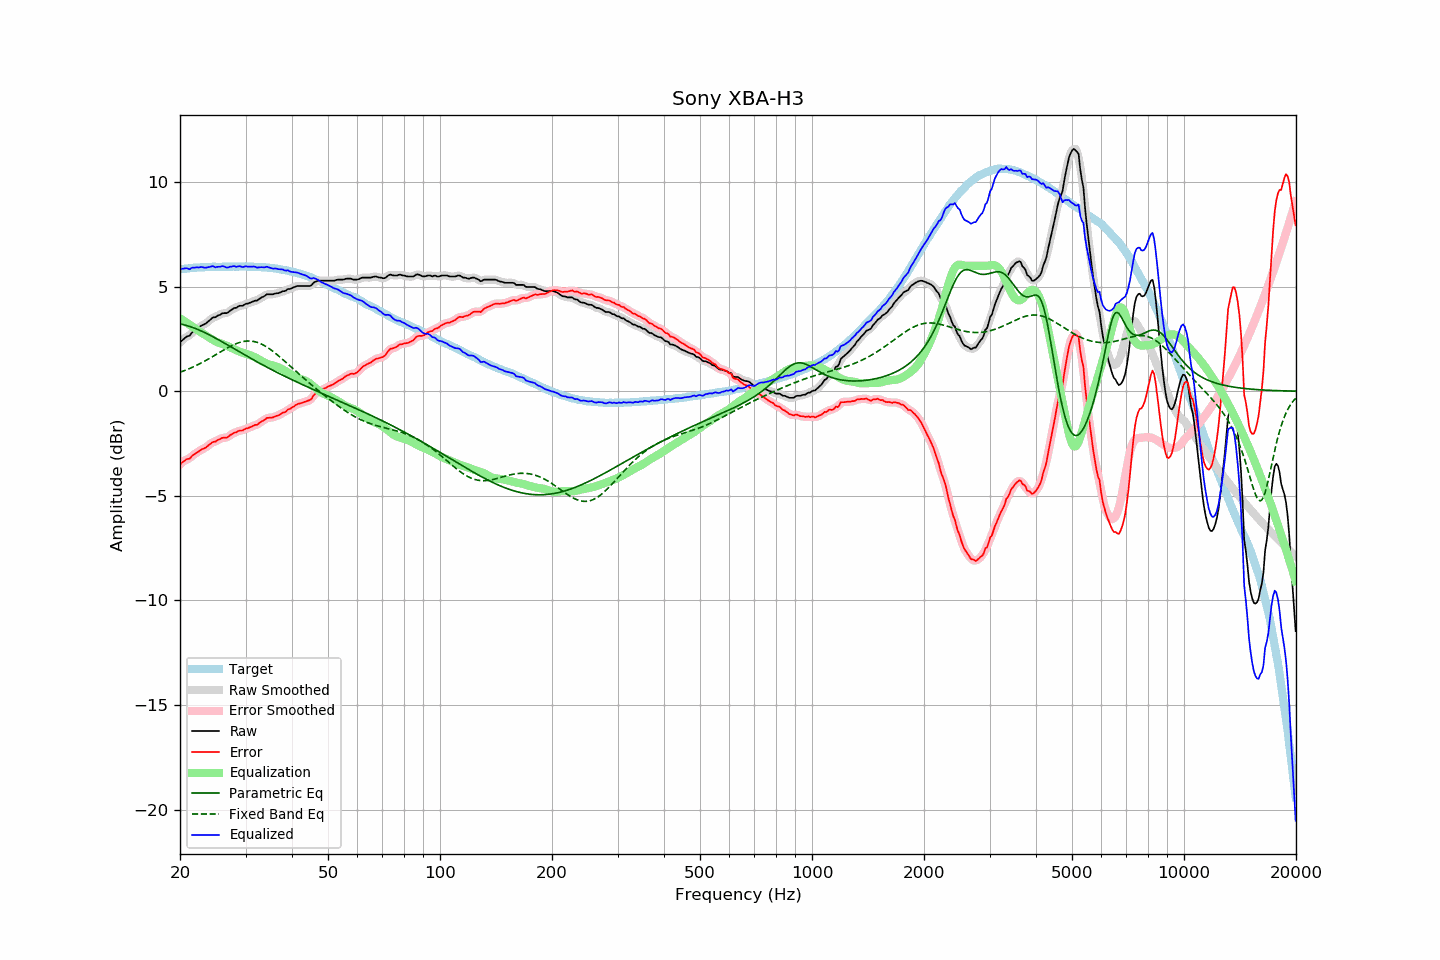 Sony XBA-H3
Amplitude (dBr)
10
5
0
−5
−10
−15
−20
Target
Raw Smoothed
Error Smoothed
Raw
Error
Equalization
Parametric Eq
Fixed Band Eq
Equalized
20 50 100 200 500 1000 2000 5000 10000 20000
Frequency (Hz)